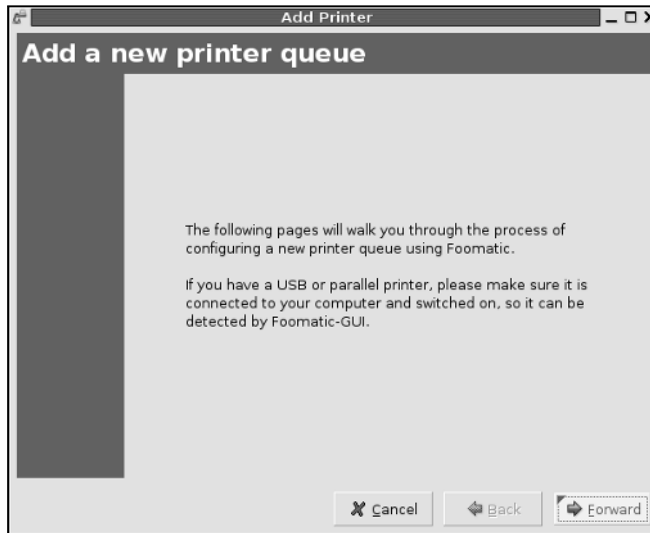 Add Printer
Add a new printer queue
The following pages will walk you through the process of
configuring a new printer queue using Foomatic.
If you have a USB or parallel printer, please make sure it is
connected to your computer and switched on, so it can be
detected by Foomatic-GUI.
Cancel
Back
Forward